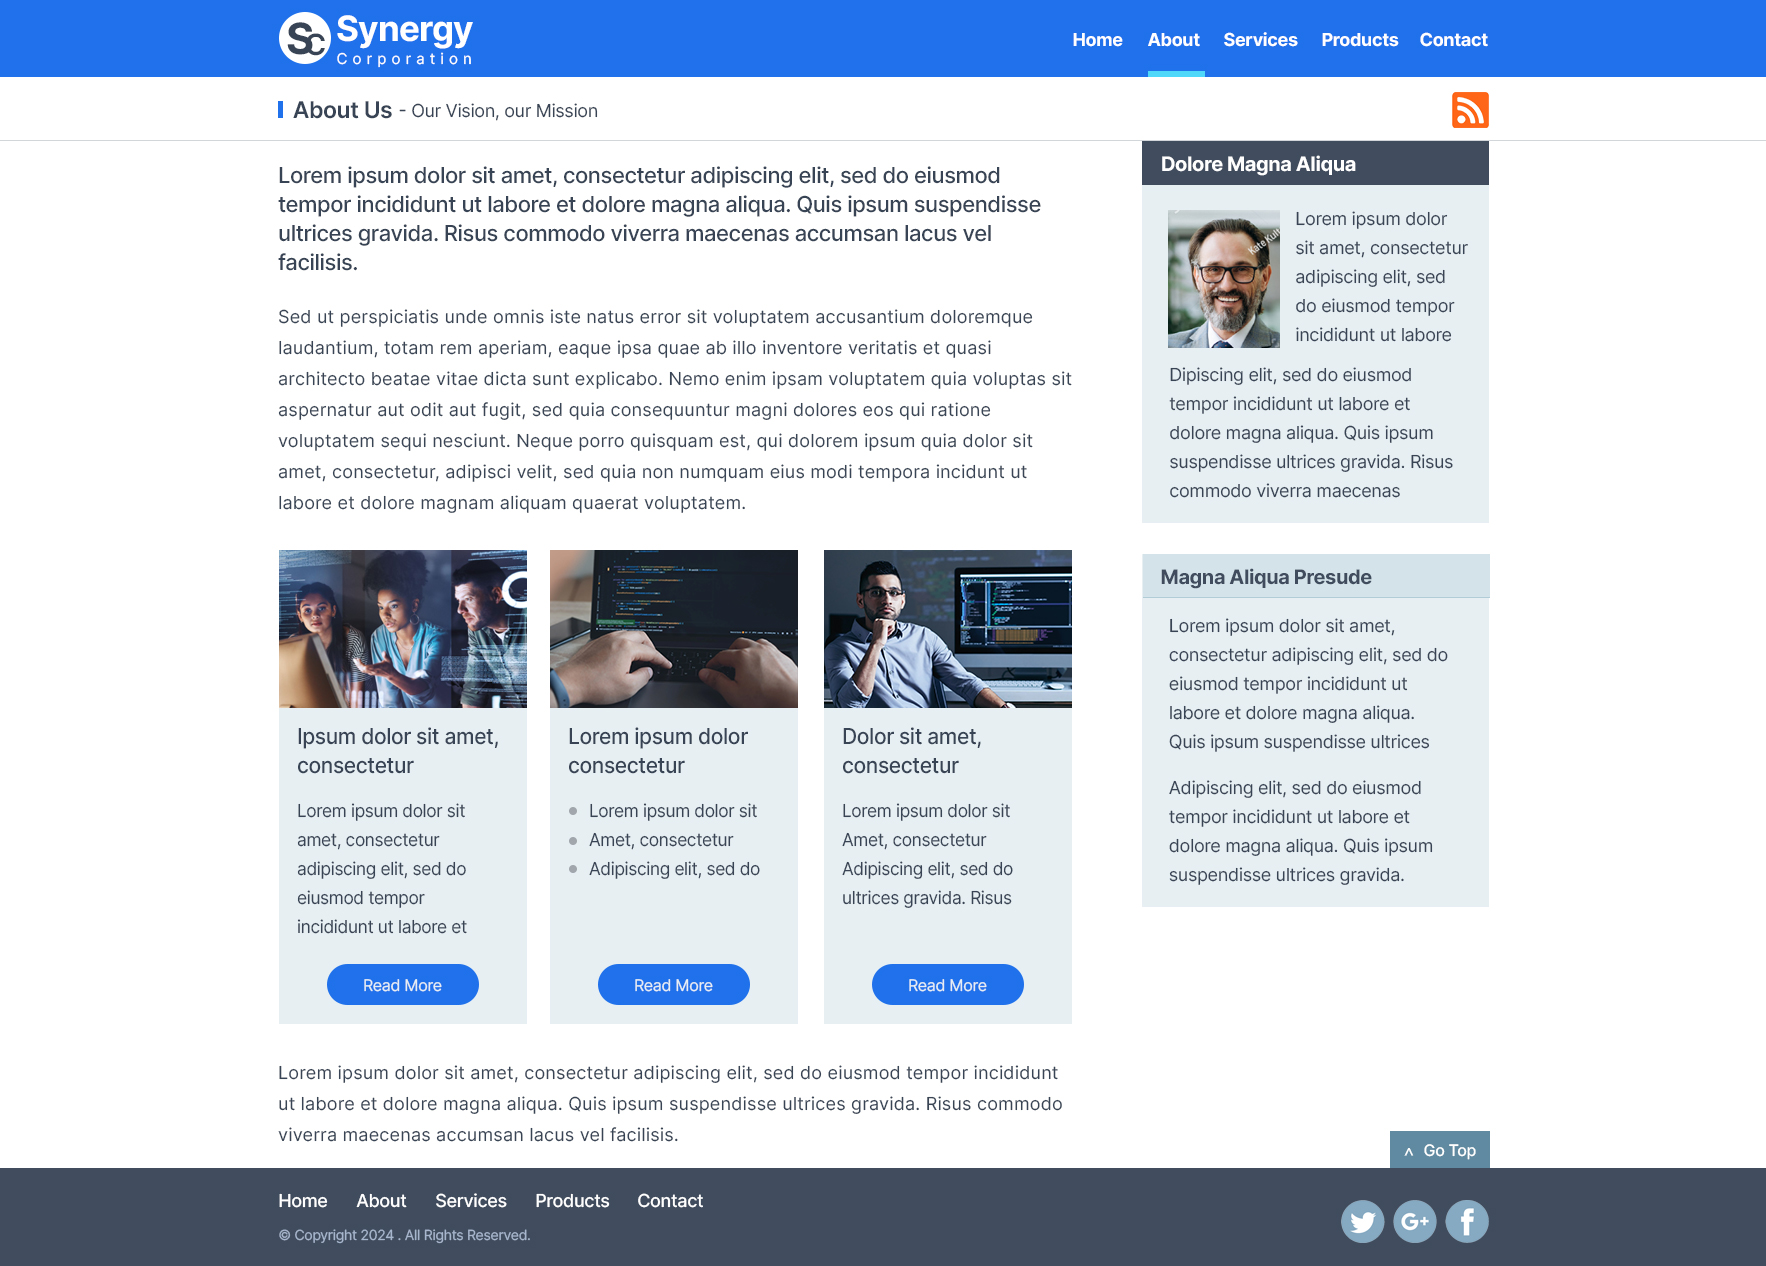 Sc Synergy
Corporation
Home About Services Products Contact
About Us - Our Vision, our Mission
Lorem ipsum dolor sit amet, consectetur adipiscing elit, sed do eiusmod
tempor incididunt ut labore et dolore magna aliqua. Quis ipsum suspendisse
ultrices gravida. Risus commodo viverra maecenas accumsan lacus vel
facilisis.
Sed ut perspiciatis unde omnis iste natus error sit voluptatem accusantium doloremque
laudantium, totam rem aperiam, eaque ipsa quae ab illo inventore veritatis et quasi
architecto beatae vitae dicta sunt explicabo. Nemo enim ipsam voluptatem quia voluptas sit
aspernatur aut odit aut fugit, sed quia consequuntur magni dolores eos qui ratione
voluptatem sequi nesciunt. Neque porro quisquam est, qui dolorem ipsum quia dolor sit
amet, consectetur, adipisci velit, sed quia non numquam eius modi tempora incidunt ut
labore et dolore magnam aliquam quaerat voluptatem.
Ipsum dolor sit amet,
consectetur
Lorem ipsum dolor sit
amet, consectetur
adipiscing elit, sed do
eiusmod tempor
incididunt ut labore et
Read More
Lorem ipsum dolor
consectetur
Lorem ipsum dolor sit
Amet, consectetur
Adipiscing elit, sed do
Read More
Dolor sit amet,
consectetur
Lorem ipsum dolor sit
Amet, consectetur
Adipiscing elit, sed do
ultrices gravida. Risus
Read More
Lorem ipsum dolor sit amet, consectetur adipiscing elit, sed do eiusmod tempor incididunt
ut labore et dolore magna aliqua. Quis ipsum suspendisse ultrices gravida. Risus commodo
viverra maecenas accumsan lacus vel facilisis.
Dolore Magna Aliqua
Kate Kult
Lorem ipsum dolor
sit amet, consectetur
adipiscing elit, sed
do eiusmod tempor
incididunt ut labore
Dipiscing elit, sed do eiusmod
tempor incididunt ut labore et
dolore magna aliqua. Quis ipsum
suspendisse ultrices gravida. Risus
commodo viverra maecenas
Magna Aliqua Presude
Lorem ipsum dolor sit amet,
consectetur adipiscing elit, sed do
eiusmod tempor incididunt ut
labore et dolore magna aliqua.
Quis ipsum suspendisse ultrices
Adipiscing elit, sed do eiusmod
tempor incididunt ut labore et
dolore magna aliqua. Quis ipsum
suspendisse ultrices gravida.
^ Go Top
Home About Services Products Contact
© Copyright 2024 . All Rights Reserved.
G+ f